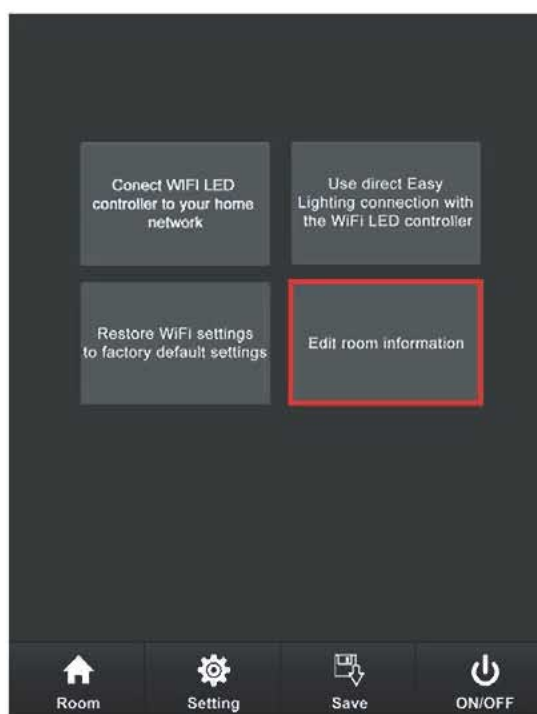 Conect WIFI LED
controller to your home
network
Use direct Easy
Lighting connection with
the WiFi LED controller
Restore WiFi settings
to factory default settings
Edit room information
Room
Setting
Save
ON/OFF